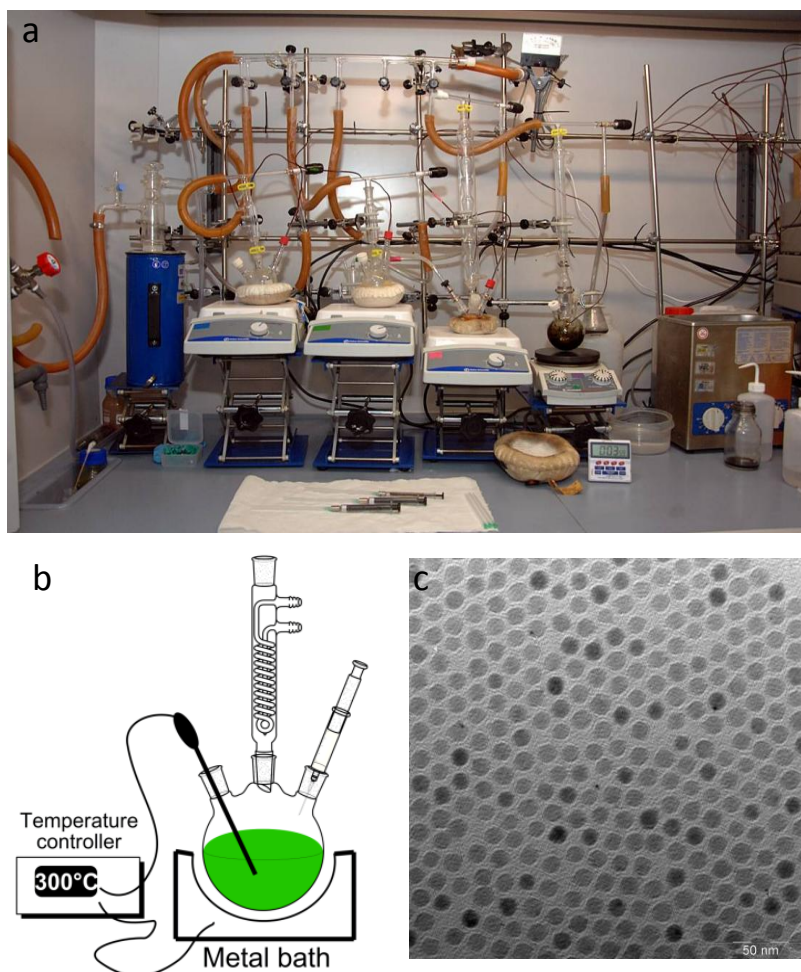 a
b
Temperature
controller
300°C
Metal bath
c
50 nm